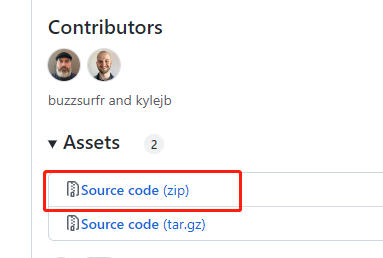 Contributors
buzzsurfr and kylejb
Assets 2
Source code (zip)
Source code (tar.gz)